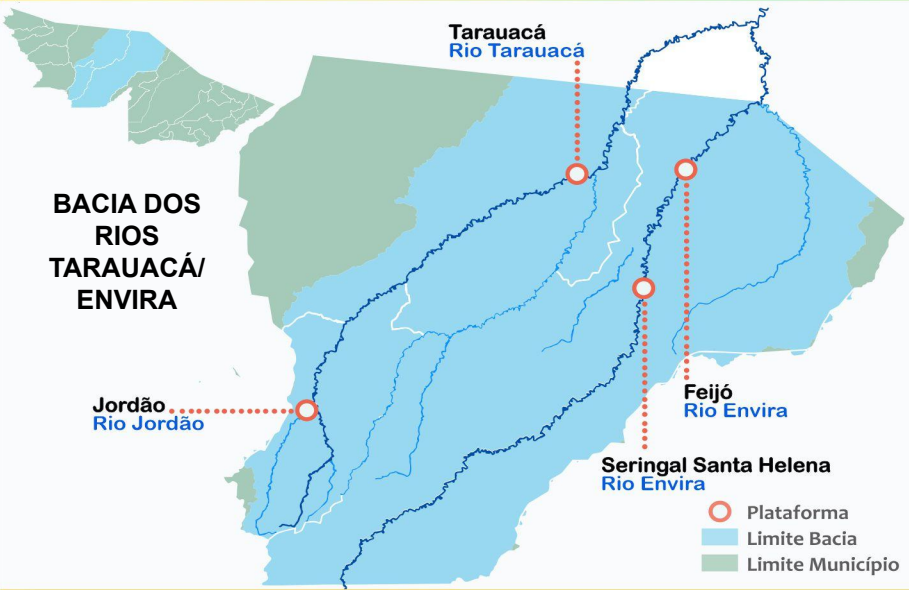 Tarauacá
Rio Tarauacá
BACIA DOS
RIOS
TARAUACÁ/
ENVIRA
Jordão
Rio Jordão
Feijó
Rio Envira
Seringal Santa Helena
Rio Envira
Plataforma
Limite Bacia
Limite Município